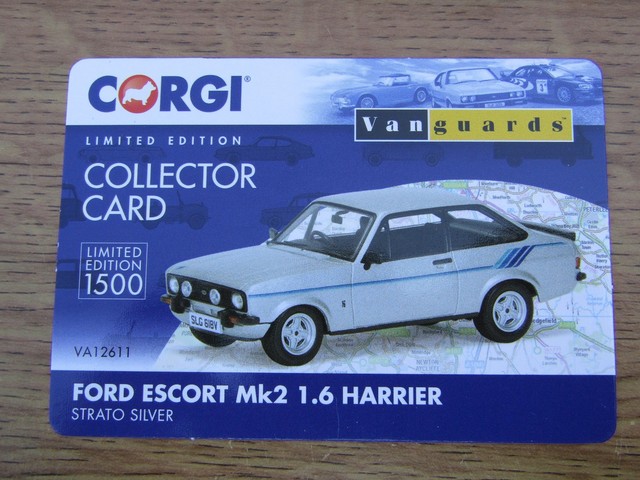 CORGI®
Vanguards™
LIMITED EDITION
COLLECTOR
CARD
LIMITED
EDITION
1500
SLG 618V
VA12611
FORD ESCORT Mk2 1.6 HARRIER
STRATO SILVER